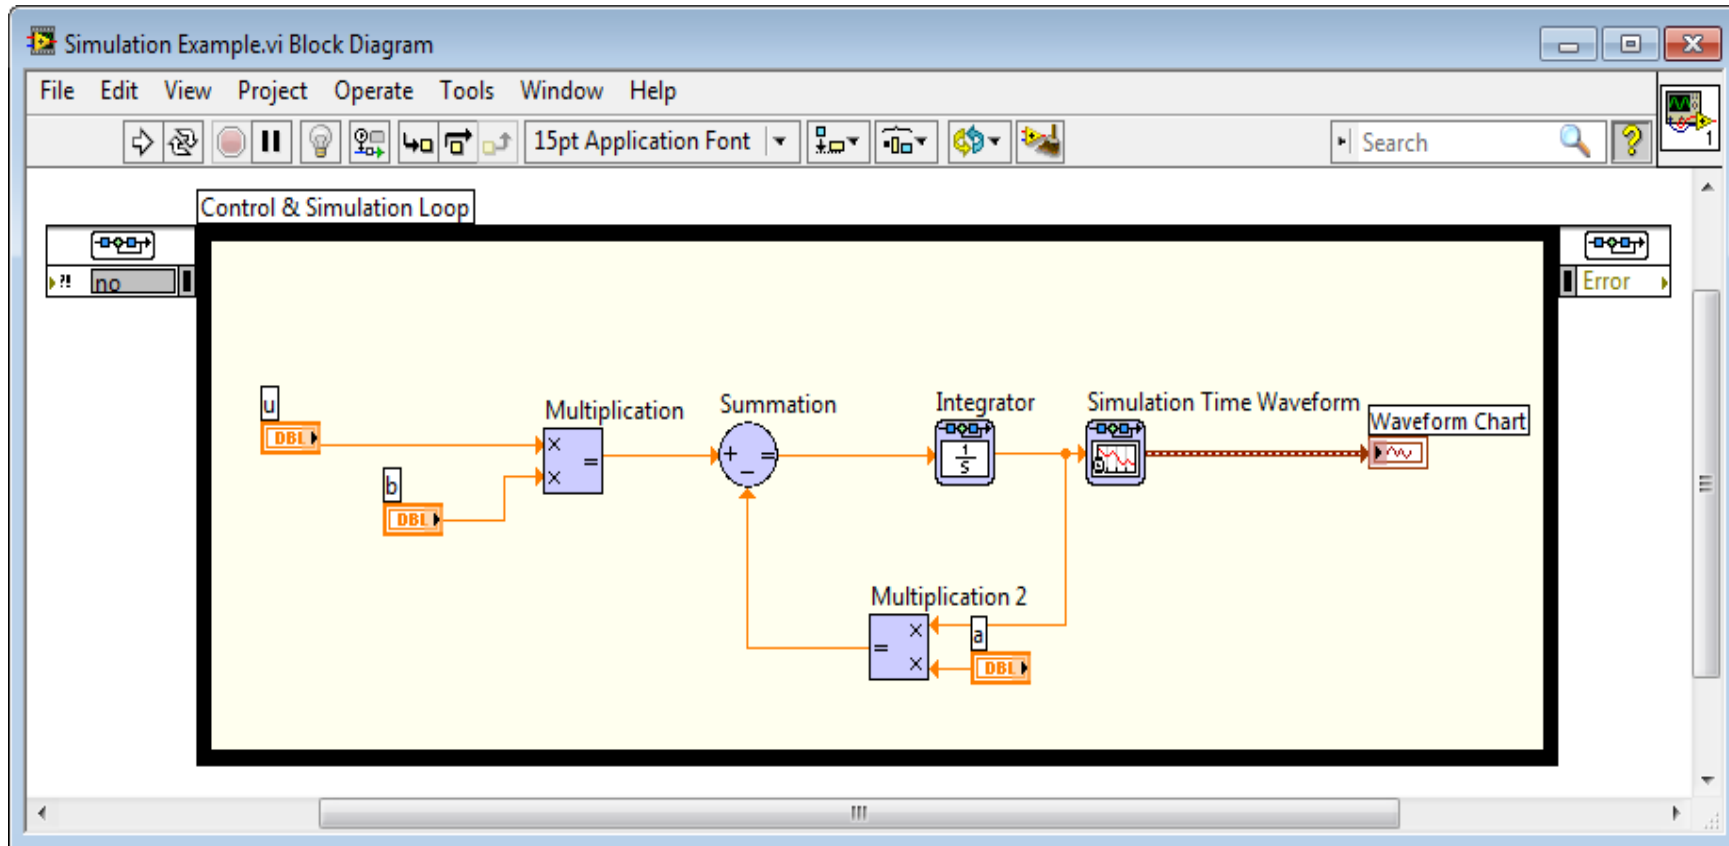 Simulation Example.vi Block Diagram
File Edit View Project Operate Tools Window Help
15pt Application Font
Search
1
Control & Simulation Loop
?!
no
Error
u
DBL
b
DBL
Multiplication
×
×
=
Summation
+
=
−
Integrator
1
s
Simulation Time Waveform
Waveform Chart
Multiplication 2
×
=
×
a
DBL